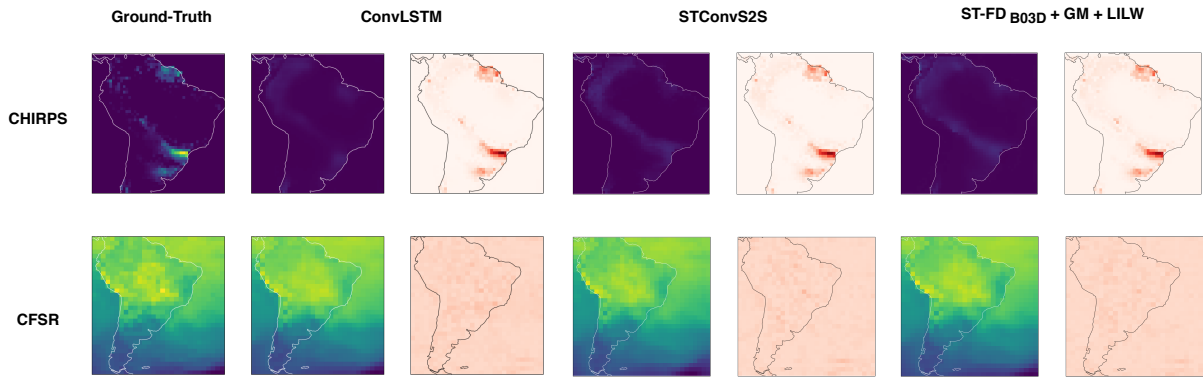 Ground-Truth ConvLSTM STConvS2S ST-FD B03D + GM + LILW
CHIRPS
CFSR